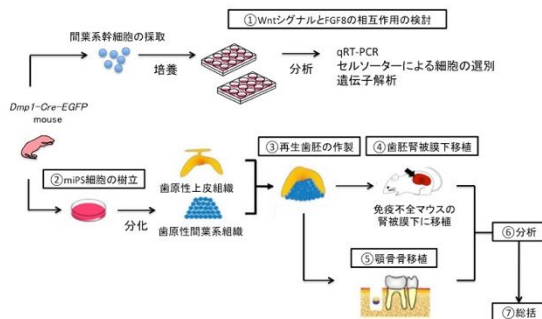 ①WntシグナルとFGF8の相互作用の検討
間葉系幹細胞の採取
培養
分析
qRT-PCR
セルソーターによる細胞の選別
遺伝子解析
Dmp1-Cre-EGFP
mouse
②miPS細胞の樹立
分化
歯原性上皮組織
歯原性間葉系組織
③再生歯胚の作製
④歯胚腎被膜下移植
免疫不全マウスの
腎被膜下に移植
⑤顎骨骨移植
⑥分析
⑦総括